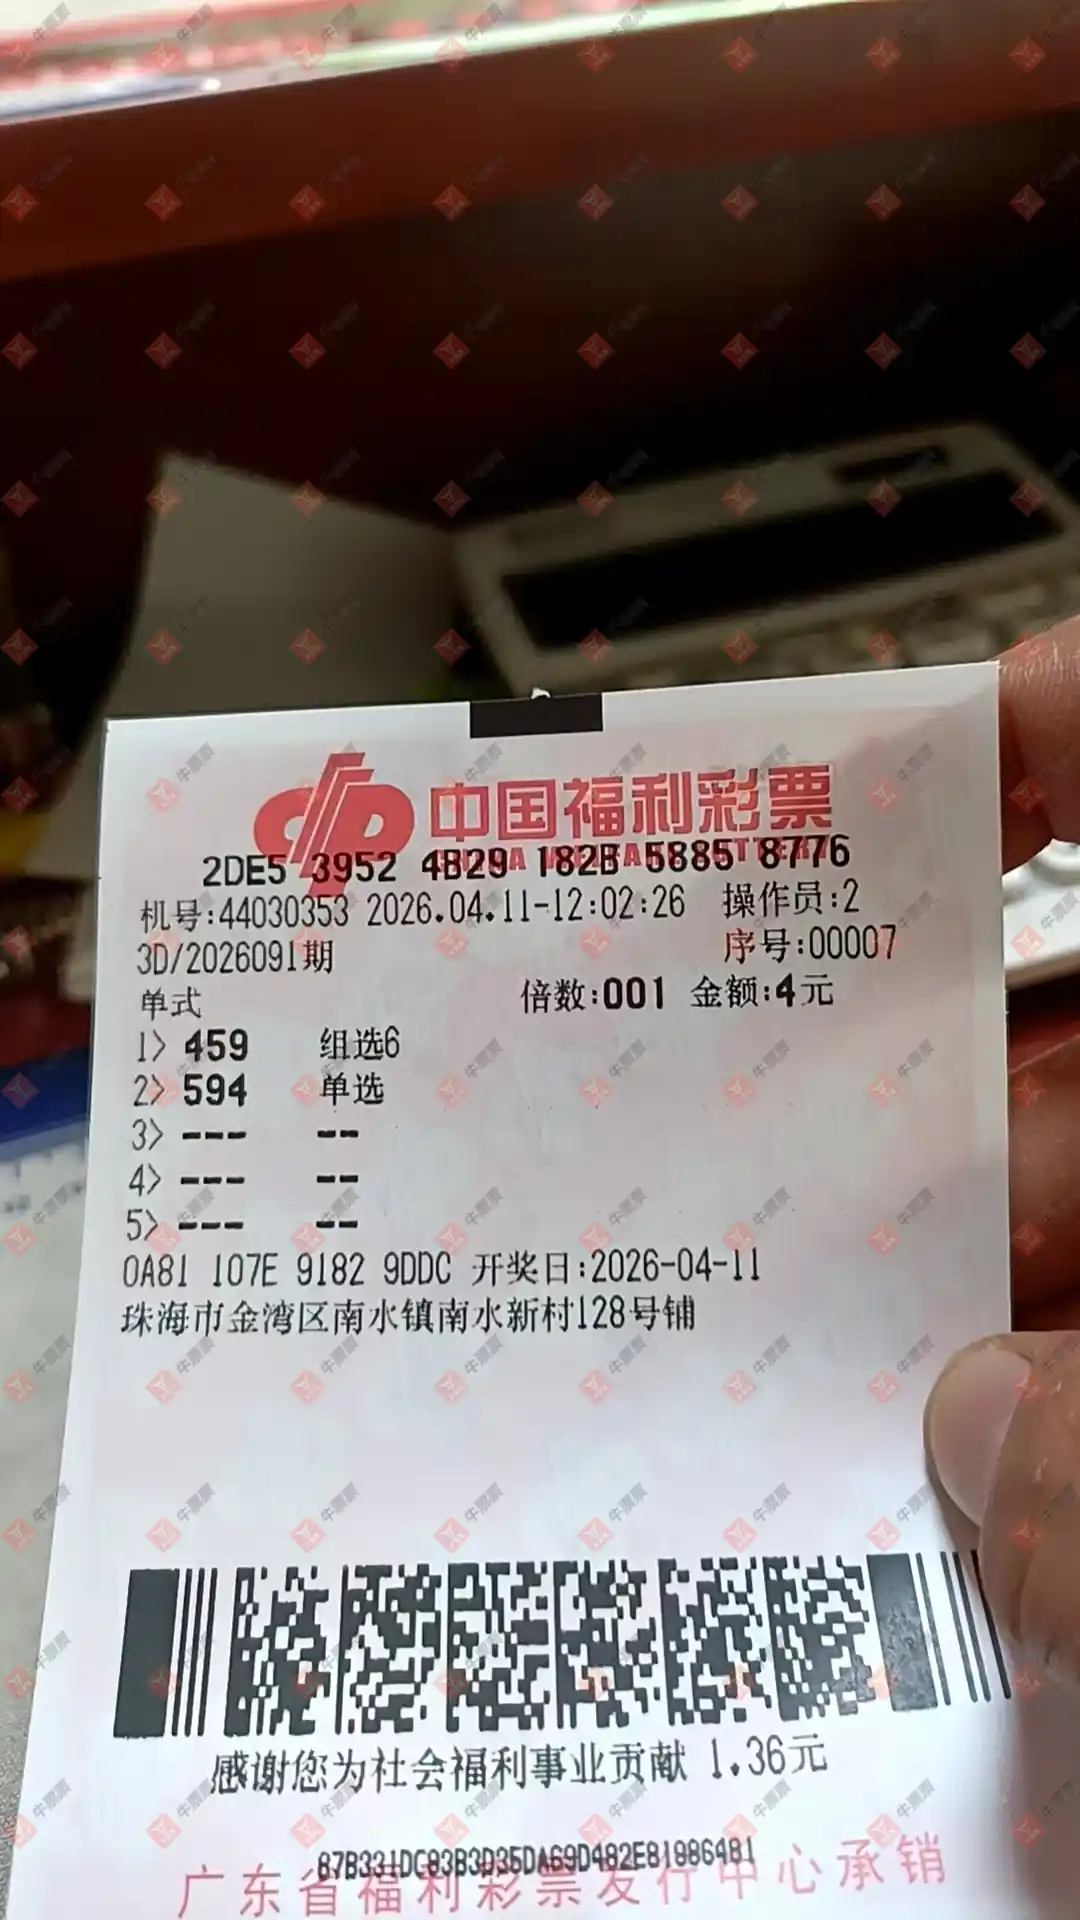 中国福利彩票
2DE5 3952 4B29 182B 5885 8776
机号:44030353 2026.04.11-12:02:26 操作员:2
3D/2026091期 序号:00007
单式 倍数:001 金额:4元
1> 459 组选6
2> 594 单选
3> --- --
4> --- --
5> --- --
0A81 107E 9182 9DDC 开奖日:2026-04-11
珠海市金湾区南水镇南水新村128号铺
感谢您为社会福利事业贡献 1.36元
广东省福利彩票发行中心承销
牛票票